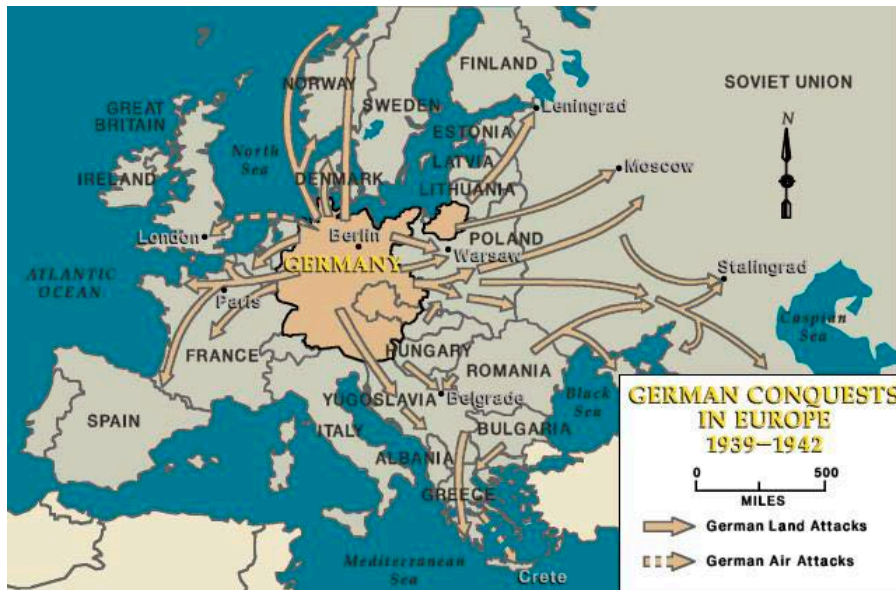 NORWAY
FINLAND
SOVIET UNION
SWEDEN
Leningrad
GREAT
BRITAIN
ESTONIA
N
North
Sea
LATVIA
Moscow
IRELAND
DENMARK
LITHUANIA
London
Berlin
POLAND
Warsaw
GERMANY
Stalingrad
ATLANTIC
OCEAN
Paris
Caspian
Sea
FRANCE
HUNGARY
ROMANIA
Black
Sea
SPAIN
YUGOSLAVIA
Belgrade
ITALY
BULGARIA
ALBANIA
GREECE
Mediterranean
Sea
Crete
GERMAN CONQUESTS
IN EUROPE
1939–1942
0 500
MILES
German Land Attacks
German Air Attacks